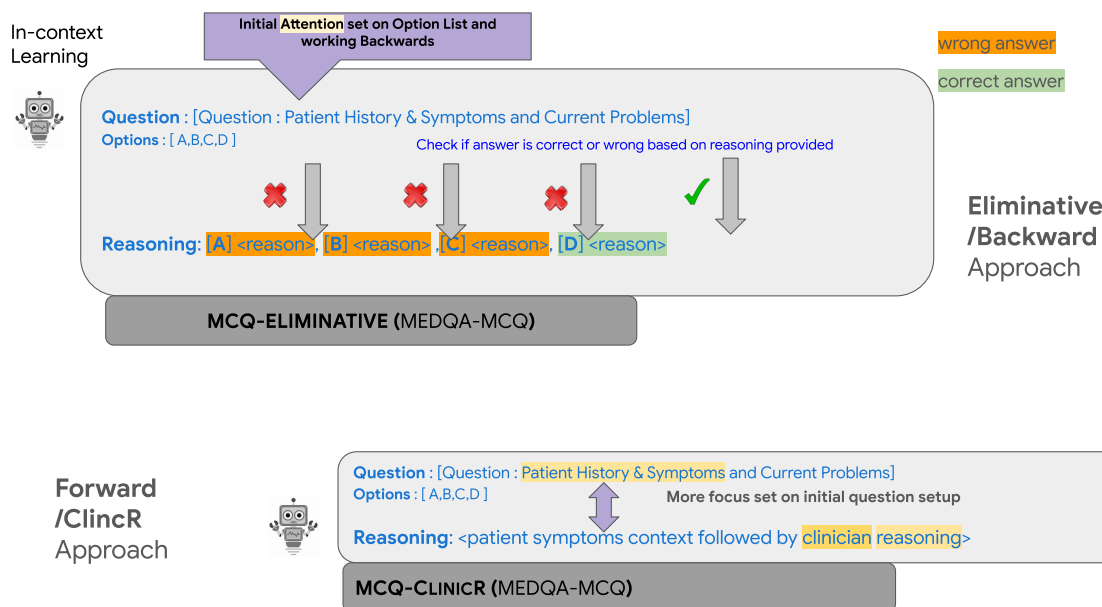 In-context
Learning
Initial Attention set on Option List and
working Backwards
wrong answer
correct answer
Question : [Question : Patient History & Symptoms and Current Problems]
Options : [ A,B,C,D ]
Check if answer is correct or wrong based on reasoning provided
Reasoning: [A] <reason>, [B] <reason> ,[C] <reason>, [D] <reason>
Eliminative
/Backward
Approach
MCQ-ELIMINATIVE (MEDQA-MCQ)
Forward
/ClincR
Approach
Question : [Question : Patient History & Symptoms and Current Problems]
Options : [ A,B,C,D ]
More focus set on initial question setup
Reasoning: <patient symptoms context followed by clinician reasoning>
MCQ-CLINICR (MEDQA-MCQ)